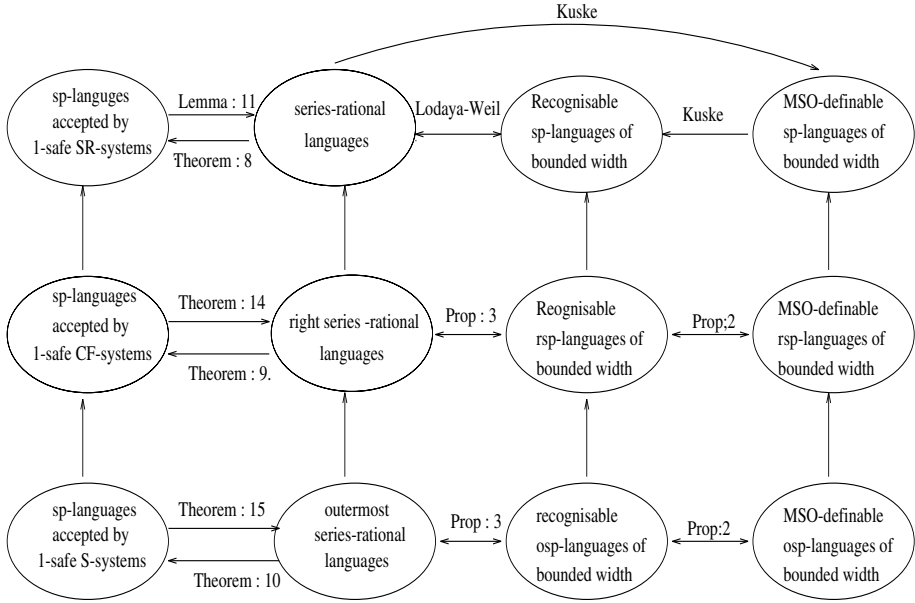 Kuske
sp-languges
accepted by
1-safe SR-systems
Lemma : 11
Theorem : 8
series-rational
languages
Lodaya-Weil
Recognisable
sp-languages of
bounded width
Kuske
MSO-definable
sp-languages of
bounded width
sp-languages
accepted by
1-safe CF-systems
Theorem : 14
Theorem : 9.
right series -rational
languages
Prop : 3
Reognisable
rsp-languages of
bounded width
Prop;2
MSO-definable
rsp-languages of
bounded width
sp-languages
accepted by
1-safe S-systems
Theorem : 15
Theorem : 10
outermost
series-rational
languages
Prop : 3
recognisable
osp-languages of
bounded width
Prop:2
MSO-definable
osp-languages of
bounded width